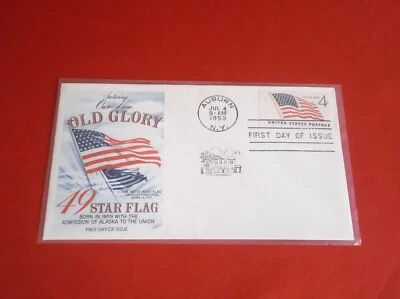 Saluting
Our New
OLD GLORY
49 STAR FLAG
BORN IN 1959 WITH THE
ADMISSION OF ALASKA TO THE UNION
FIRST DAY OF ISSUE
AUBURN
JUL 4
9-AM
1959
N.Y.
4¢
UNITED STATES POSTAGE
FIRST DAY OF ISSUE